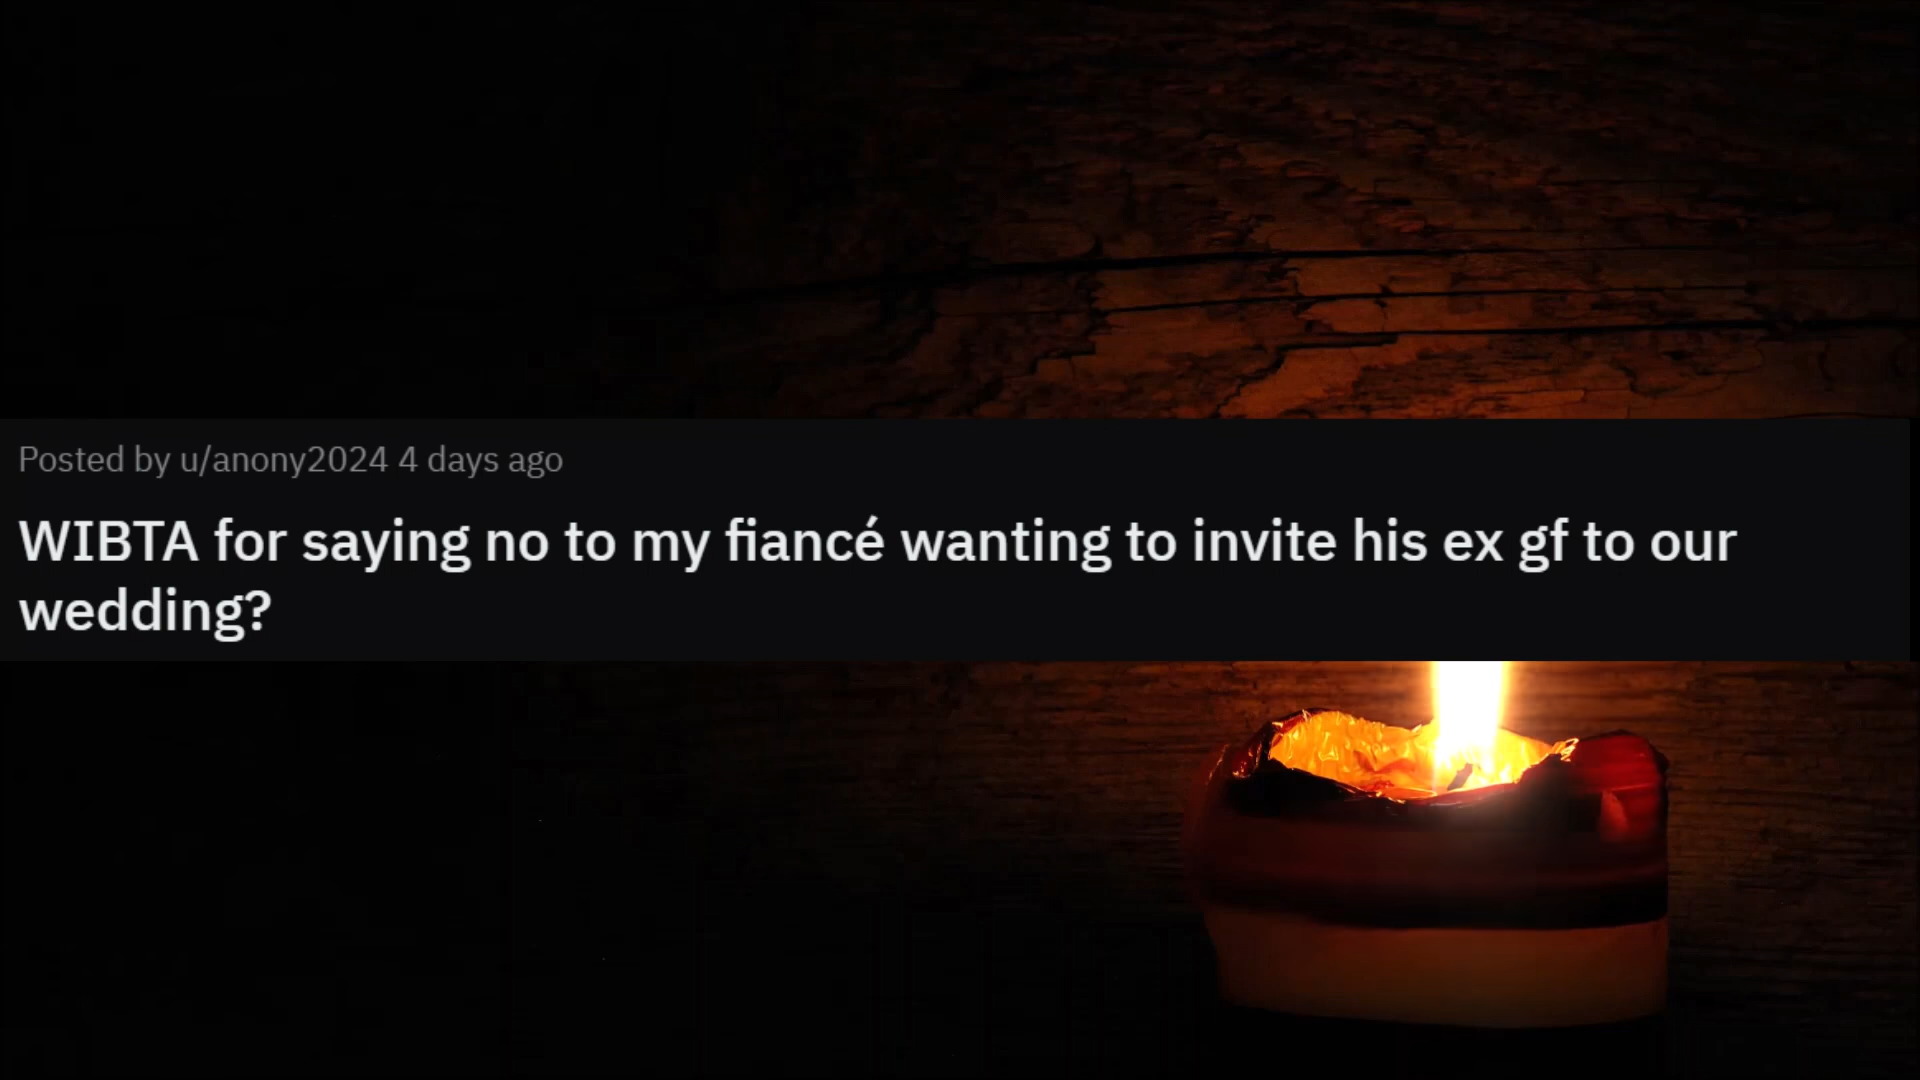 Posted by u/anony2024 4 days ago
WIBTA for saying no to my fiancé wanting to invite his ex gf to our
wedding?